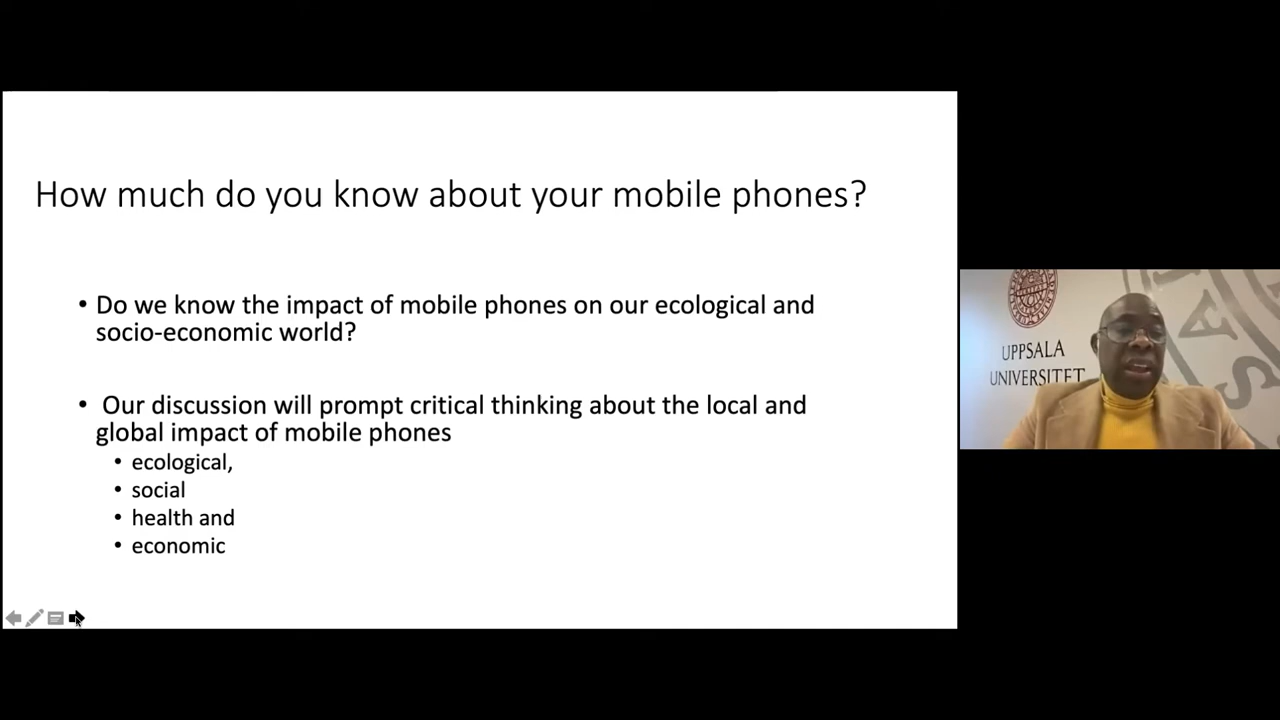 How much do you know about your mobile phones?
• Do we know the impact of mobile phones on our ecological and
socio-economic world?
• Our discussion will prompt critical thinking about the local and
global impact of mobile phones
• ecological,
• social
• health and
• economic
UPPSALA
UNIVERSITET